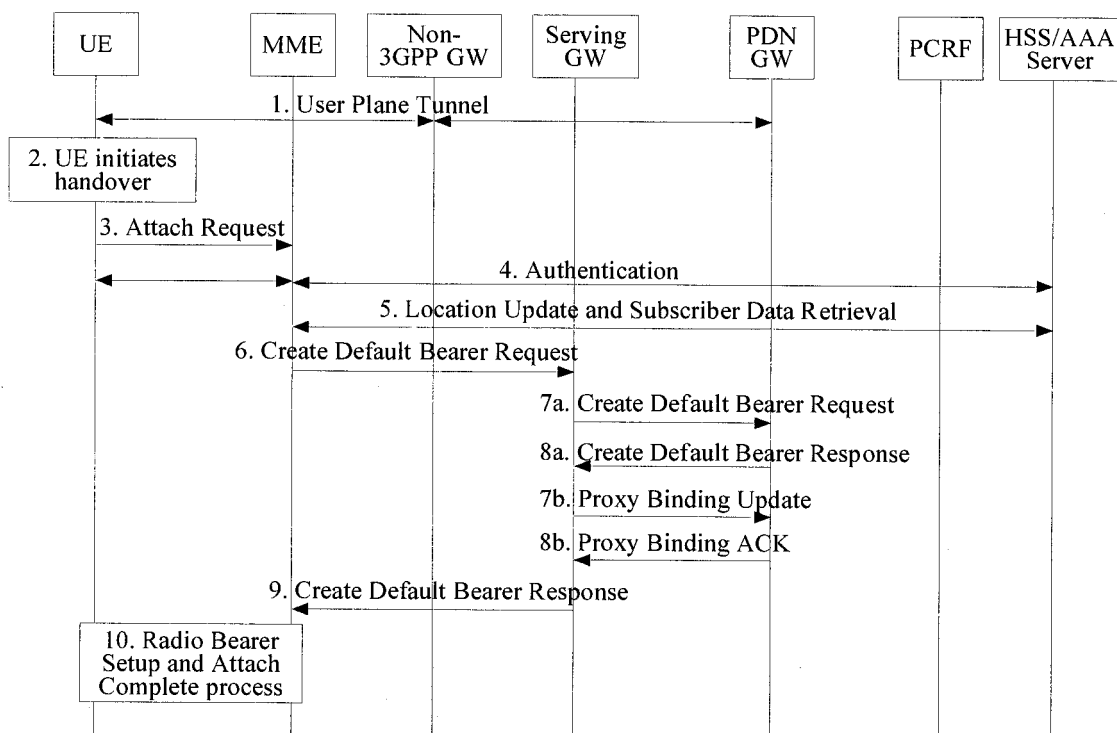 UE
MME
Non-
3GPP GW
Serving
GW
PDN
GW
PCRF
HSS/AAA
Server
1. User Plane Tunnel
2. UE initiates
handover
3. Attach Request
4. Authentication
5. Location Update and Subscriber Data Retrieval
6. Create Default Bearer Request
7a. Create Default Bearer Request
8a. Create Default Bearer Response
7b. Proxy Binding Update
8b. Proxy Binding ACK
9. Create Default Bearer Response
10. Radio Bearer
Setup and Attach
Complete process